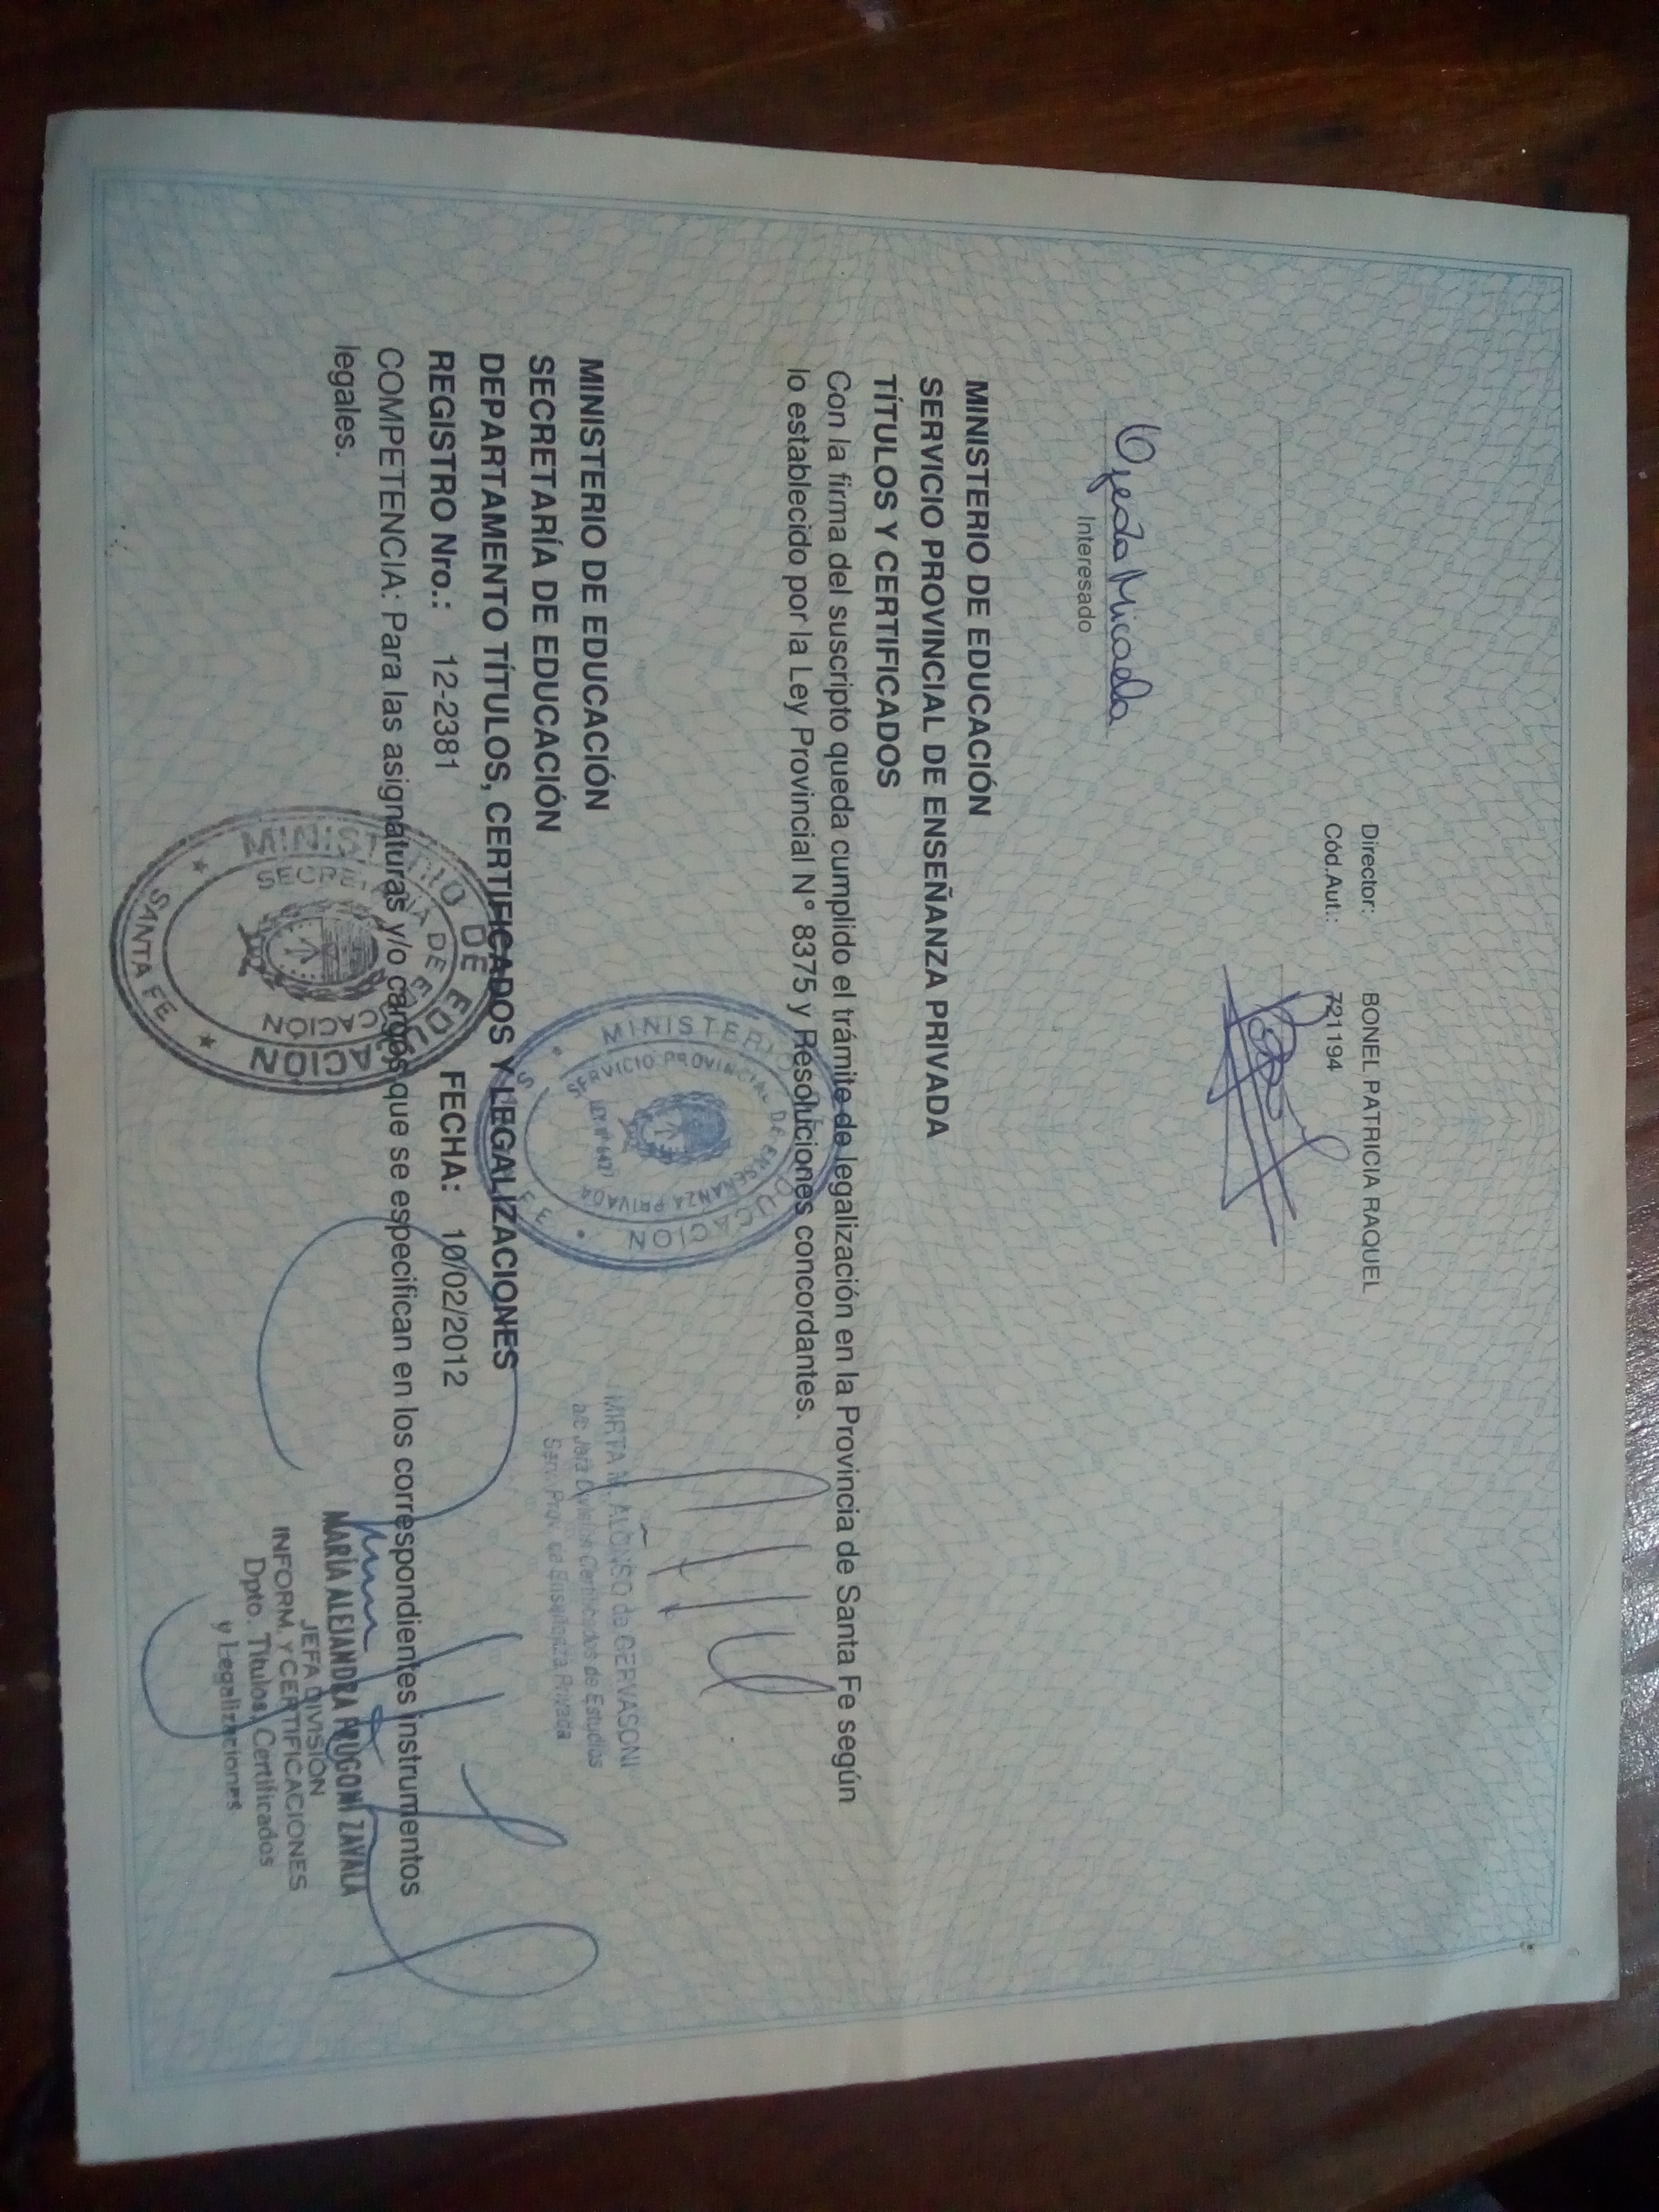 Director: BONEL PATRICIA RAQUEL
Cód.Aut.: 721194
Ojeda Micaela
Interesado
MINISTERIO DE EDUCACIÓN
SERVICIO PROVINCIAL DE ENSEÑANZA PRIVADA
TÍTULOS Y CERTIFICADOS
Con la firma del suscripto queda cumplido el trámite de legalización en la Provincia de Santa Fe según
lo establecido por la Ley Provincial N° 8375 y Resoluciones concordantes.
MINISTERIO DE EDUCACION
SERVICIO PROVINCIAL DE ENSEÑANZA PRIVADA
LEY Nº 6427
S. FE
MIRTA M. ALONSO de GERVASONI
a/c Jefa División Certificados de Estudios
Serv. Prov. de Enseñanza Privada
MINISTERIO DE EDUCACIÓN
SECRETARÍA DE EDUCACIÓN
DEPARTAMENTO TÍTULOS, CERTIFICADOS Y LEGALIZACIONES
REGISTRO Nro.: 12-2381 FECHA: 10/02/2012
COMPETENCIA: Para las asignaturas y/o cargos que se especifican en los correspondientes instrumentos
legales.
MINISTERIO DE EDUCACION
SECRETARIA DE EDUCACION
SANTA FE
MARÍA ALEJANDRA PRUGONI ZAVALA
JEFA DIVISIÓN
INFORM. Y CERTIFICACIONES
Dpto. Títulos, Certificados
y Legalizaciones